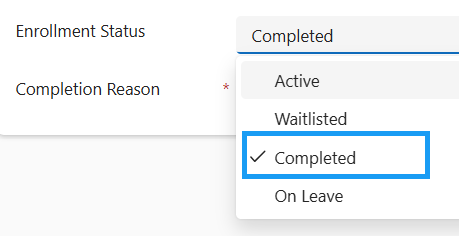 Enrollment Status
Completed
Active
Completion Reason *
Waitlisted
Completed
On Leave